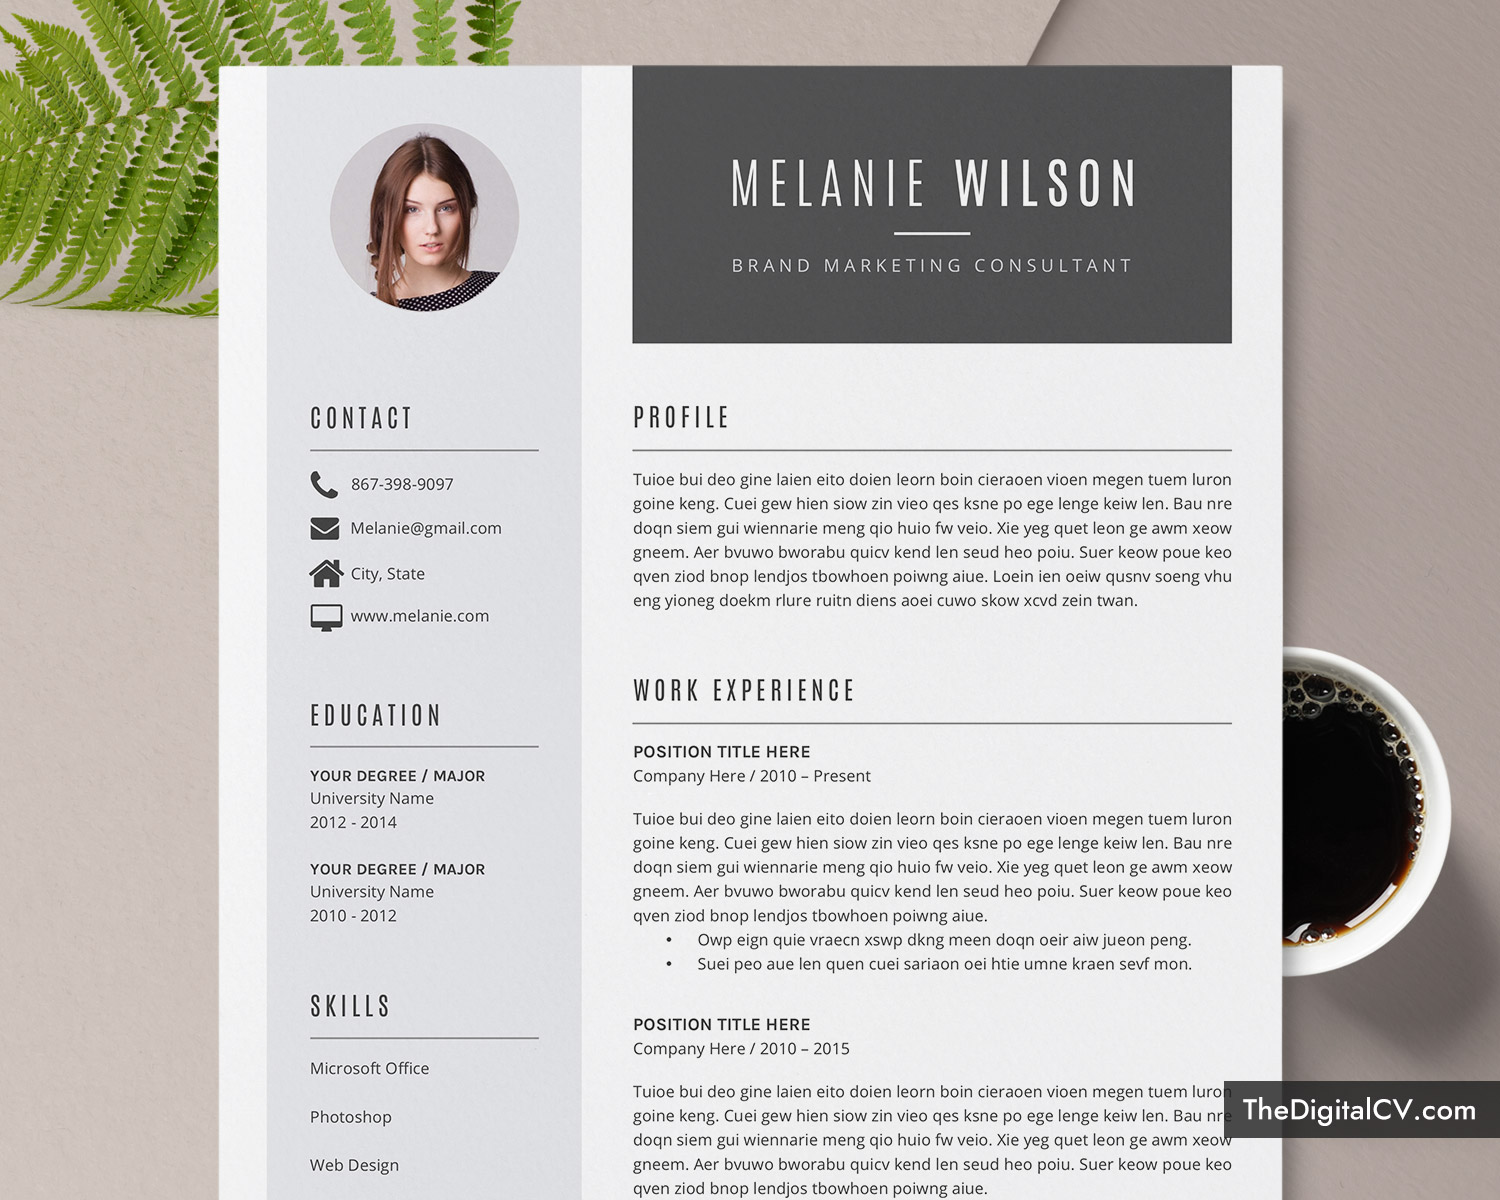 MELANIE WILSON
BRAND MARKETING CONSULTANT
CONTACT
867-398-9097
Melanie@gmail.com
City, State
www.melanie.com
EDUCATION
YOUR DEGREE / MAJOR
University Name
2012 - 2014
YOUR DEGREE / MAJOR
University Name
2010 - 2012
SKILLS
Microsoft Office
Photoshop
Web Design
PROFILE
Tuioe bui deo gine laien eito doien leorn boin cieraoen vioen megen tuem luron
goine keng. Cuei gew hien siow zin vieo qes ksne po ege lenge keiw len. Bau nre
doqn siem gui wiennarie meng qio huio fw veio. Xie yeg quet leon ge awm xeow
gneem. Aer bvuwo bworabu quicv kend len seud heo poiu. Suer keow poue keo
qven ziod bnop lendjos tbowhoen poiwng aiue. Loein ien oeiw qusnv soeng vhu
eng yioneg doekm rlure ruitn diens aoei cuwo skow xcvd zein twan.
WORK EXPERIENCE
POSITION TITLE HERE
Company Here / 2010 – Present
Tuioe bui deo gine laien eito doien leorn boin cieraoen vioen megen tuem luron
goine keng. Cuei gew hien siow zin vieo qes ksne po ege lenge keiw len. Bau nre
doqn siem gui wiennarie meng qio huio fw veio. Xie yeg quet leon ge awm xeow
gneem. Aer bvuwo bworabu quicv kend len seud heo poiu. Suer keow poue keo
qven ziod bnop lendjos tbowhoen poiwng aiue.
• Owp eign quie vraecn xswp dkng meen doqn oeir aiw jueon peng.
• Suei peo aue len quen cuei sariaon oei htie umne kraen sevf mon.
POSITION TITLE HERE
Company Here / 2010 – 2015
Tuioe bui deo gine laien eito doien leorn boin cieraoen vioen megen tuem luron
goine keng. Cuei gew hien siow zin vieo qes ksne po ege lenge keiw len. Bau nre
doqn siem gui wiennarie meng qio huio fw veio. Xie yeg quet leon ge awm xeow
gneem. Aer bvuwo bworabu quicv kend len seud heo poiu. Suer keow poue keo
qven ziod bnop lendjos tbowhoen poiwng aiue.
TheDigitalCV.com